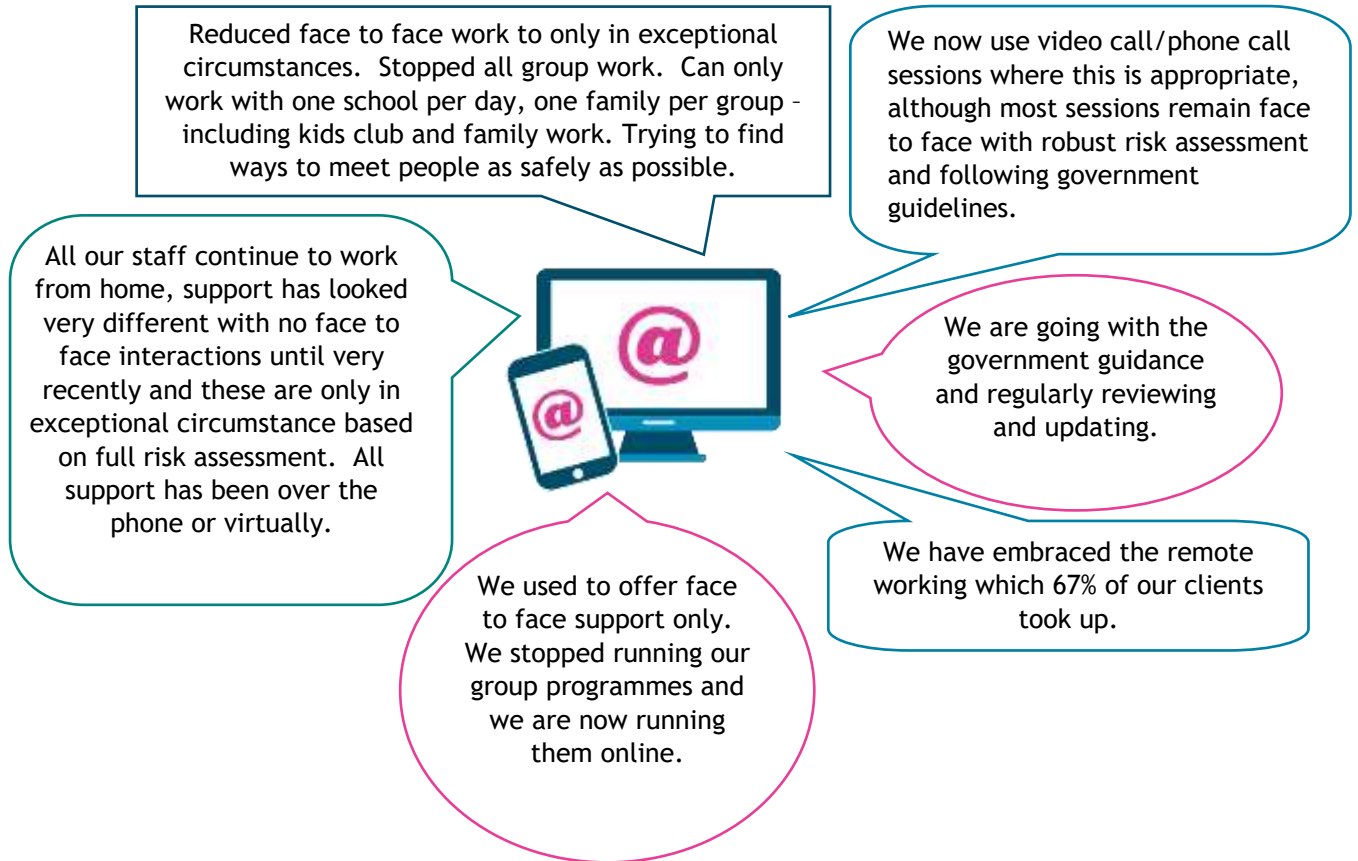 Reduced face to face work to only in exceptional
circumstances. Stopped all group work. Can only
work with one school per day, one family per group –
including kids club and family work. Trying to find
ways to meet people as safely as possible.
We now use video call/phone call
sessions where this is appropriate,
although most sessions remain face
to face with robust risk assessment
and following government
guidelines.
All our staff continue to work
from home, support has looked
very different with no face to
face interactions until very
recently and these are only in
exceptional circumstance based
on full risk assessment. All
support has been over the
phone or virtually.
@
@
We are going with the
government guidance
and regularly reviewing
and updating.
We have embraced the remote
working which 67% of our clients
took up.
We used to offer face
to face support only.
We stopped running our
group programmes and
we are now running
them online.